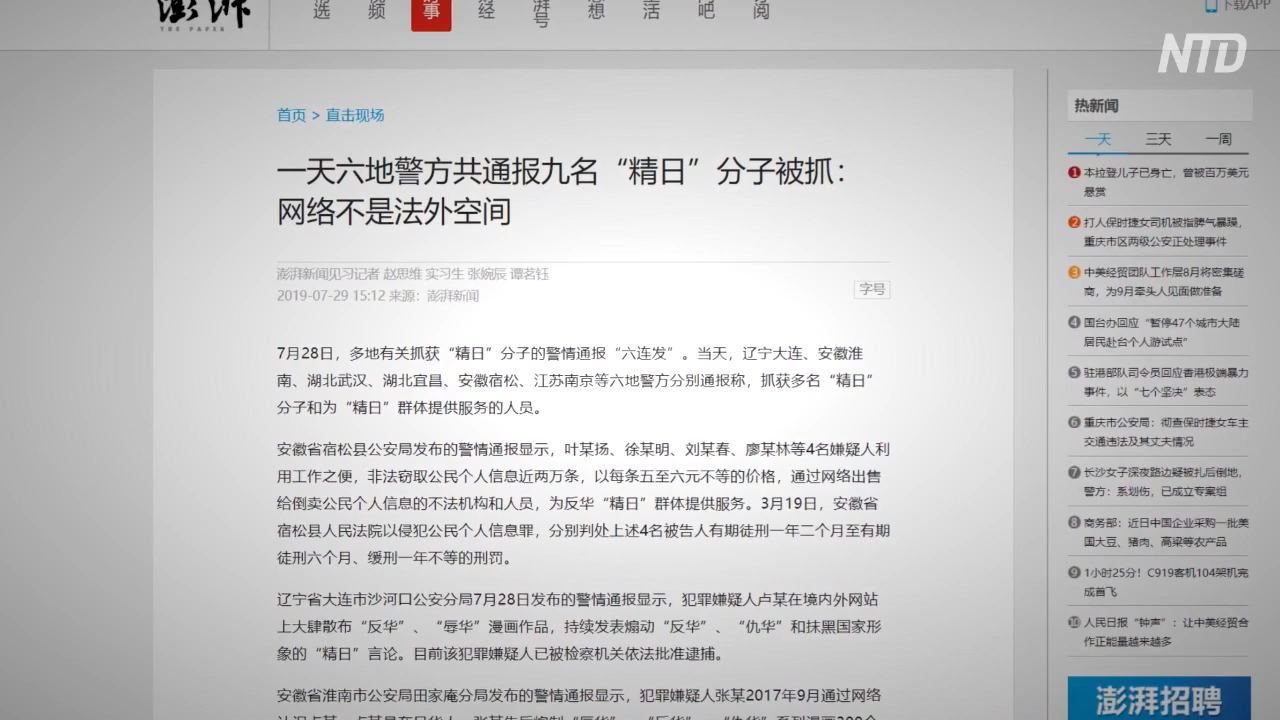 澎湃
THE PAPER
选 频 事 经 湃号 想 活 吧 阅
下载APP
NTD
首页 > 直击现场
一天六地警方共通报九名“精日”分子被抓：
网络不是法外空间
澎湃新闻见习记者 赵思维 实习生 张婉辰 谭茗钰
2019-07-29 15:12 来源：澎湃新闻
字号
7月28日，多地有关抓获“精日”分子的警情通报“六连发”。当天，辽宁大连、安徽淮
南、湖北武汉、湖北宜昌、安徽宿松、江苏南京等六地警方分别通报称，抓获多名“精日”
分子和为“精日”群体提供服务的人员。
安徽省宿松县公安局发布的警情通报显示，叶某扬、徐某明、刘某春、廖某林等4名嫌疑人利
用工作之便，非法窃取公民个人信息近两万条，以每条五至六元不等的价格，通过网络出售
给倒卖公民个人信息的不法机构和人员，为反华“精日”群体提供服务。3月19日，安徽省
宿松县人民法院以侵犯公民个人信息罪，分别判处上述4名被告人有期徒刑一年二个月至有期
徒刑六个月、缓刑一年不等的刑罚。
辽宁省大连市沙河口公安分局7月28日发布的警情通报显示，犯罪嫌疑人卢某在境内外网站
上大肆散布“反华”、“辱华”漫画作品，持续发表煽动“反华”、“仇华”和抹黑国家形
象的“精日”言论。目前该犯罪嫌疑人已被检察机关依法批准逮捕。
安徽省淮南市公安局田家庵分局发布的警情通报显示，犯罪嫌疑人张某2017年9月通过网络
热新闻
一天 三天 一周
1 本拉登儿子已身亡，曾被百万美元
悬赏
2 打人保时捷女司机被指脾气暴躁，
重庆市区两级公安正处理事件
3 中美经贸团队工作层8月将密集磋
商，为9月牵头人见面做准备
4 国台办回应“暂停47个城市大陆
居民赴台个人游试点”
5 驻港部队司令员回应香港极端暴力
事件，以“七个坚决”表态
6 重庆市公安局：彻查保时捷女车主
交通违法及其丈夫情况
7 长沙女子深夜路边疑被扎后倒地，
警方：系划伤，已成立专案组
8 商务部：近日中国企业采购一批美
国大豆、猪肉、高粱等农产品
9 1小时25分！C919客机104架机完
成首飞
10 人民日报“钟声”：让中美经贸合
作正能量越来越多
澎湃招聘